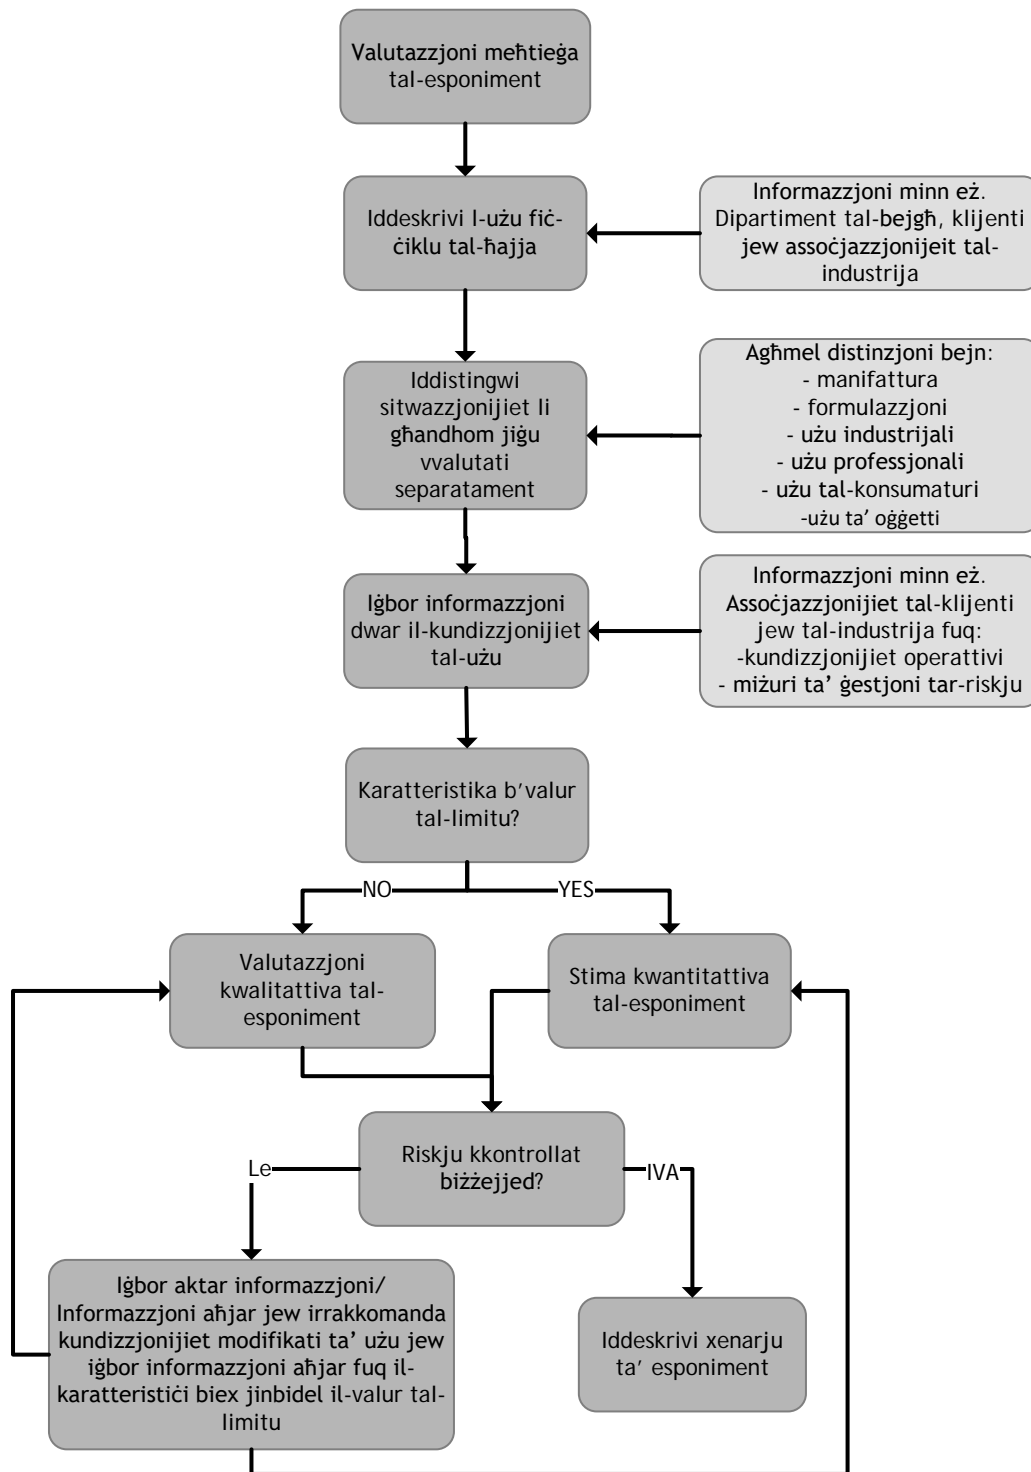 Valutazzjoni meħtieġa
tal-esponiment
Iddeskrivi l-użu fiċ-
ċiklu tal-ħajja
Informazzjoni minn eż.
Dipartiment tal-bejgħ, klijenti
jew assoċjazzjonijeit tal-
industrija
Iddistingwi
sitwazzjonijiet li
għandhom jiġu
vvalutati
separatament
Agħmel distinzjoni bejn:
- manifattura
- formulazzjoni
- użu industrijali
- użu professjonali
- użu tal-konsumaturi
-użu ta’ oġġetti
Iġbor informazzjoni
dwar il-kundizzjonijiet
tal-użu
Informazzjoni minn eż.
Assoċjazzjonijiet tal-klijenti
jew tal-industrija fuq:
-kundizzjonijiet operattivi
- miżuri ta’ ġestjoni tar-riskju
Karatteristika b’valur
tal-limitu?
NO
YES
Valutazzjoni
kwalitattiva tal-
esponiment
Stima kwantitattiva
tal-esponiment
Riskju kkontrollat
biżżejjed?
Le
IVA
Iġbor aktar informazzjoni/
Informazzjoni aħjar jew irrakkomanda
kundizzjonijiet modifikati ta’ użu jew
iġbor informazzjoni aħjar fuq il-
karatteristiċi biex jinbidel il-valur tal-
limitu
Iddeskrivi xenarju
ta’ esponiment